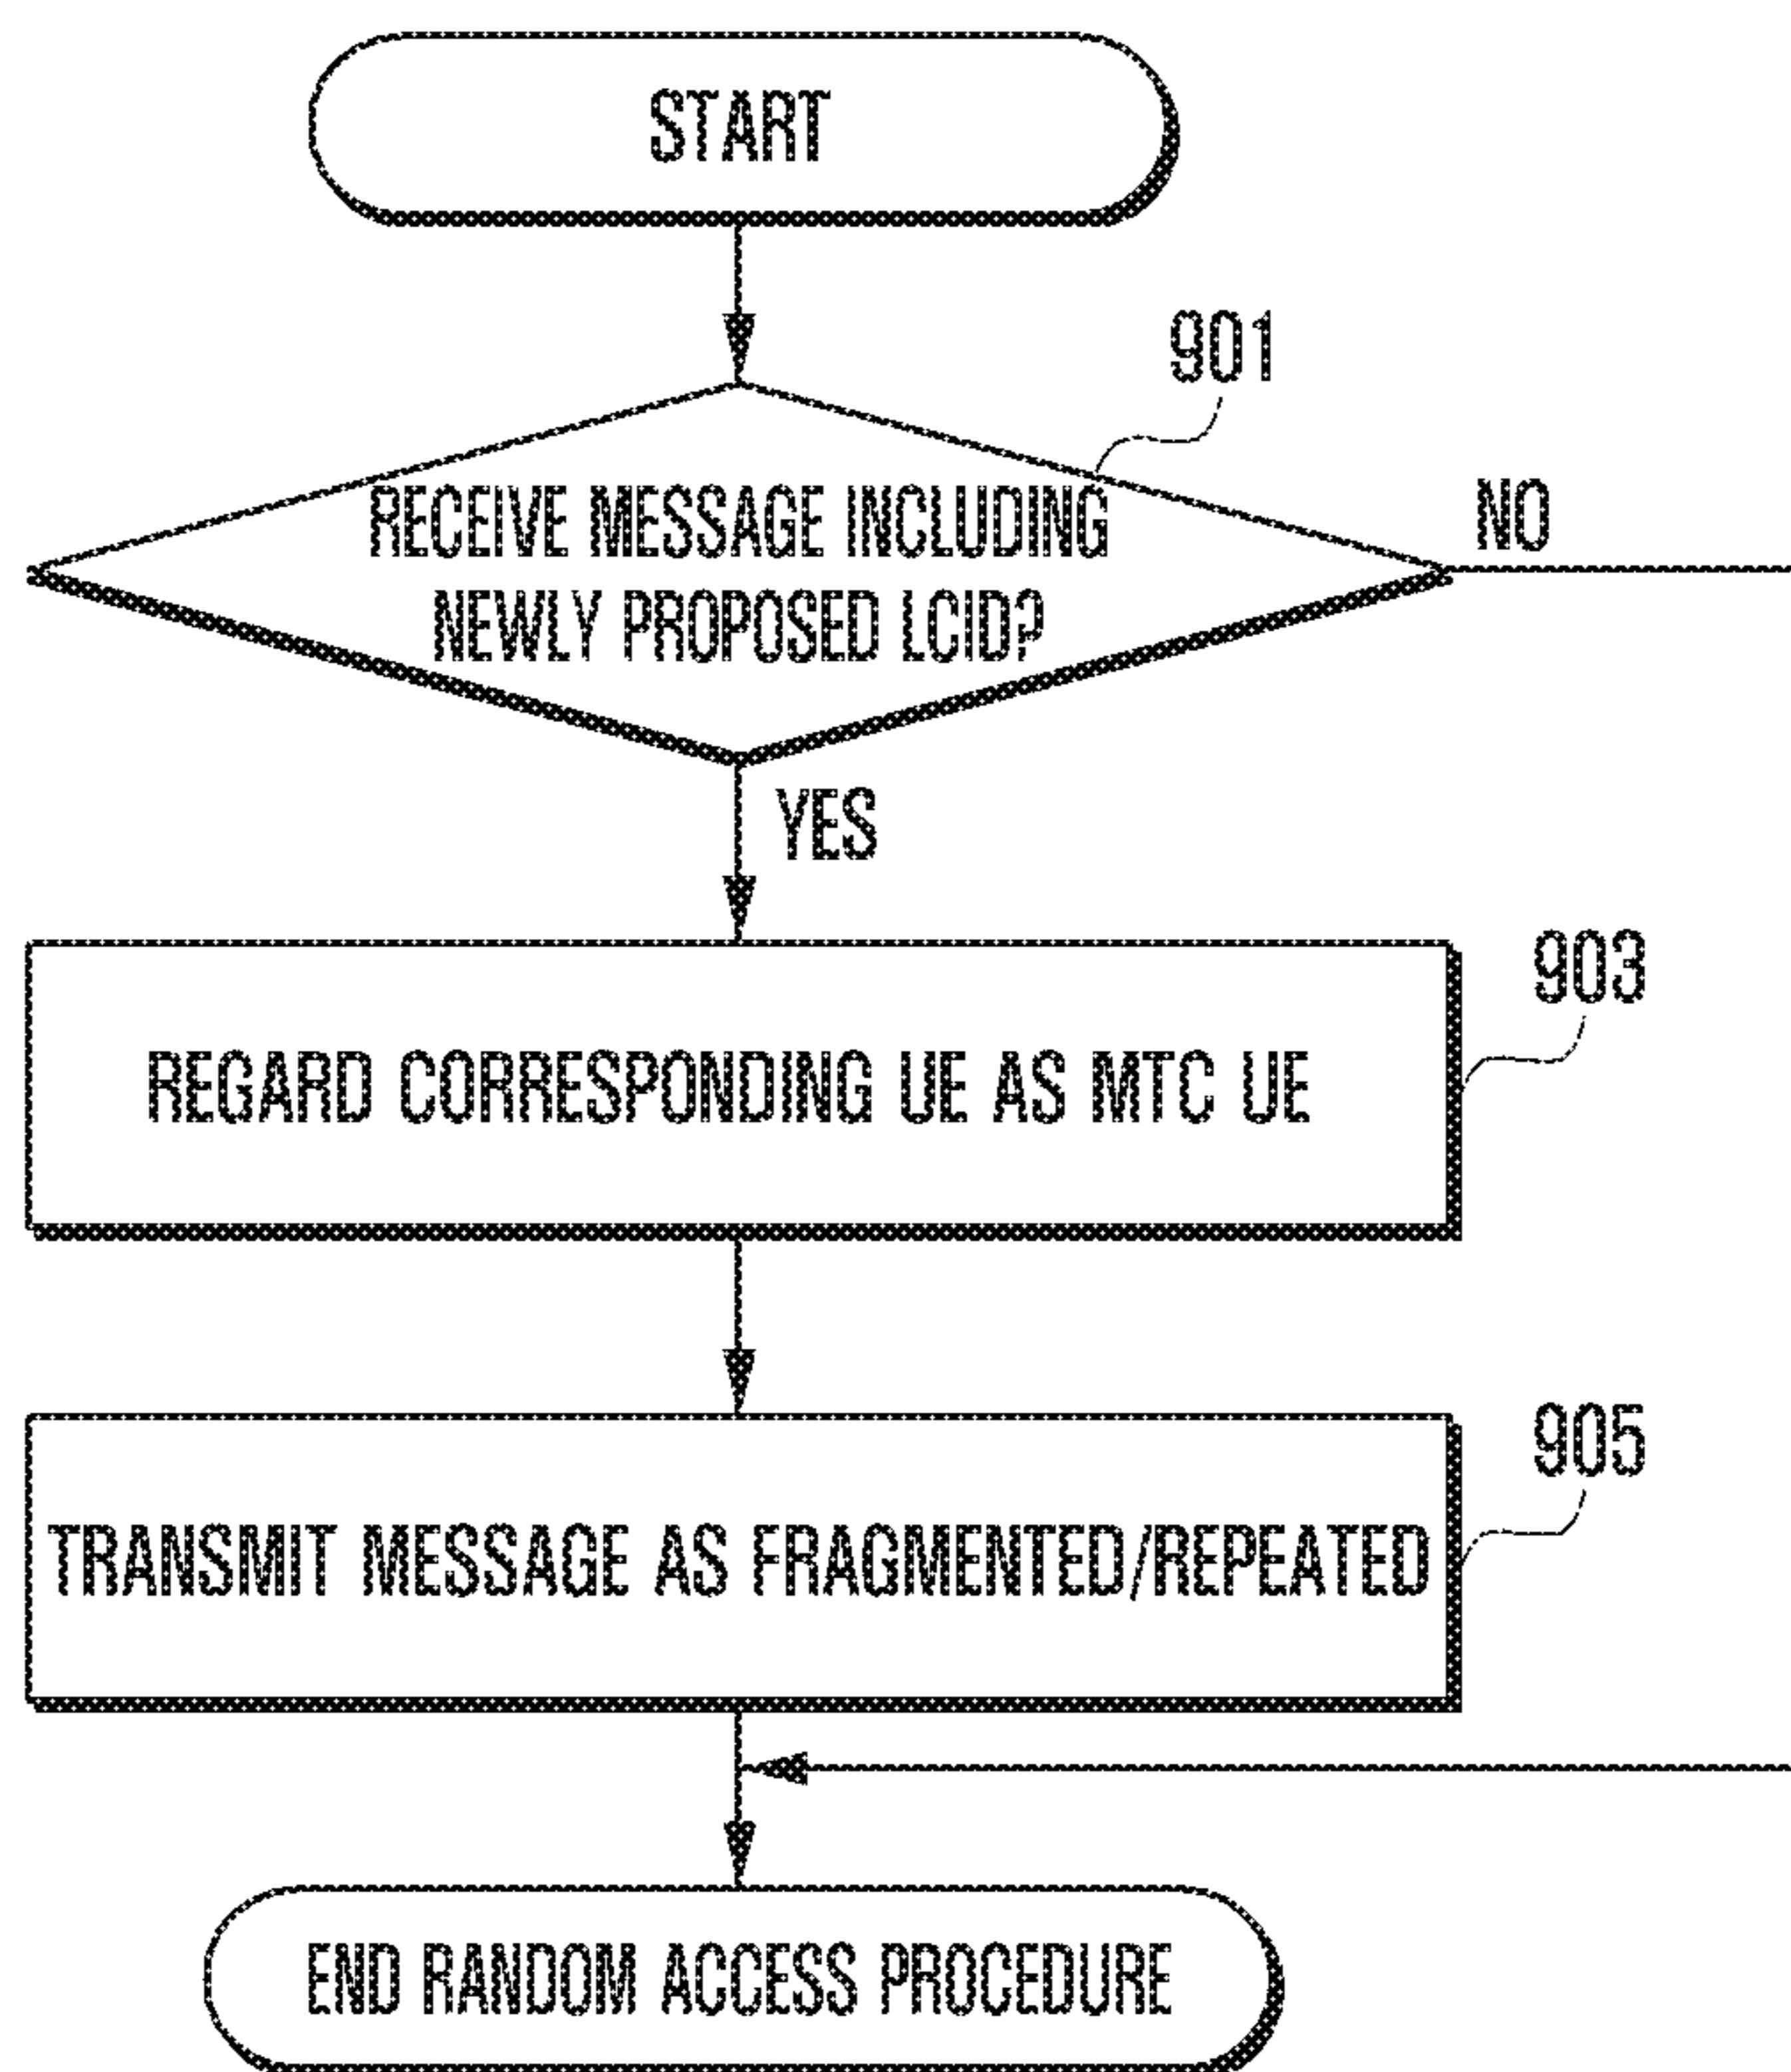 START
901
RECEIVE MESSAGE INCLUDING
NEWLY PROPOSED LCID?
NO
YES
903
REGARD CORRESPONDING UE AS MTC UE
905
TRANSMIT MESSAGE AS FRAGMENTED/REPEATED
END RANDOM ACCESS PROCEDURE